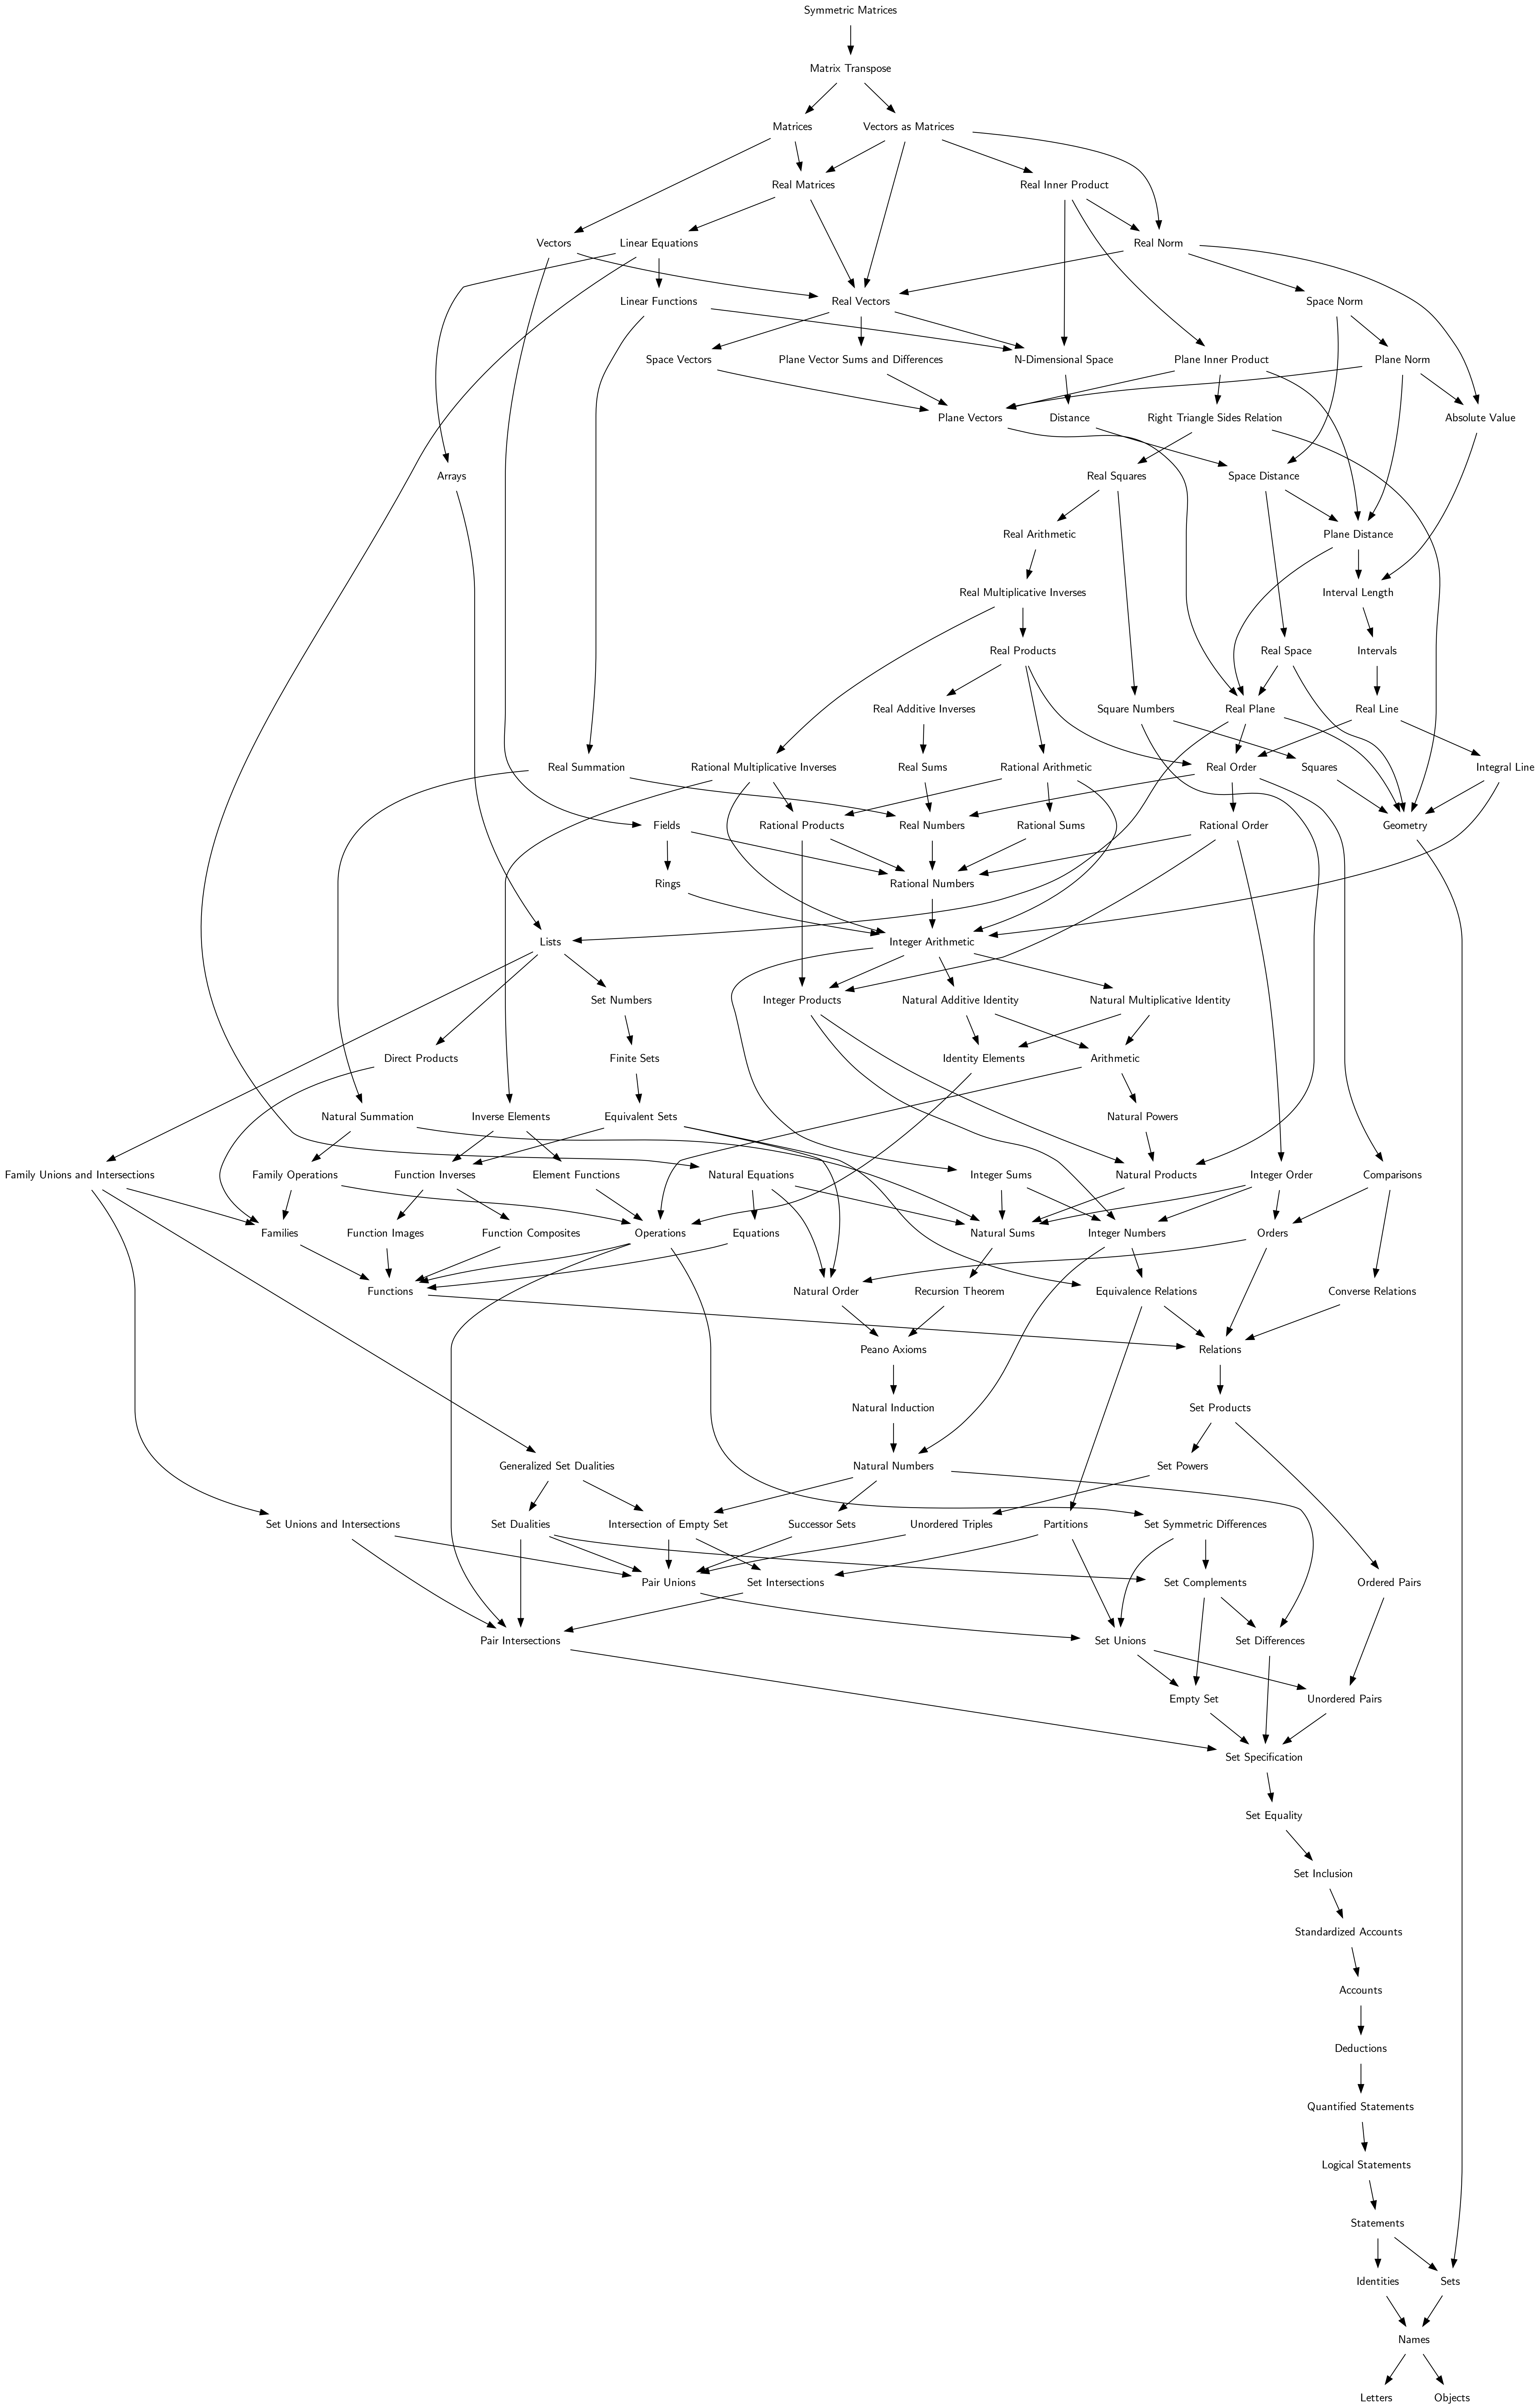 Symmetric Matrices
Matrix Transpose
Matrices
Vectors as Matrices
Real Matrices
Real Inner Product
Vectors
Linear Equations
Real Norm
Linear Functions
Real Vectors
Space Norm
Space Vectors
Plane Vector Sums and Differences
N-Dimensional Space
Plane Inner Product
Plane Norm
Plane Vectors
Distance
Right Triangle Sides Relation
Absolute Value
Arrays
Real Squares
Space Distance
Real Arithmetic
Plane Distance
Real Multiplicative Inverses
Interval Length
Real Products
Real Space
Intervals
Real Additive Inverses
Square Numbers
Real Plane
Real Line
Real Summation
Rational Multiplicative Inverses
Real Sums
Rational Arithmetic
Real Order
Squares
Integral Line
Fields
Rational Products
Real Numbers
Rational Sums
Rational Order
Geometry
Rings
Rational Numbers
Lists
Integer Arithmetic
Set Numbers
Integer Products
Natural Additive Identity
Natural Multiplicative Identity
Direct Products
Finite Sets
Identity Elements
Arithmetic
Natural Summation
Inverse Elements
Equivalent Sets
Natural Powers
Family Unions and Intersections
Family Operations
Function Inverses
Element Functions
Natural Equations
Integer Sums
Natural Products
Integer Order
Comparisons
Families
Function Images
Function Composites
Operations
Equations
Natural Sums
Integer Numbers
Orders
Functions
Natural Order
Recursion Theorem
Equivalence Relations
Converse Relations
Peano Axioms
Relations
Natural Induction
Set Products
Generalized Set Dualities
Natural Numbers
Set Powers
Set Unions and Intersections
Set Dualities
Intersection of Empty Set
Successor Sets
Unordered Triples
Partitions
Set Symmetric Differences
Pair Unions
Set Intersections
Set Complements
Ordered Pairs
Pair Intersections
Set Unions
Set Differences
Empty Set
Unordered Pairs
Set Specification
Set Equality
Set Inclusion
Standardized Accounts
Accounts
Deductions
Quantified Statements
Logical Statements
Statements
Identities
Sets
Names
Letters
Objects